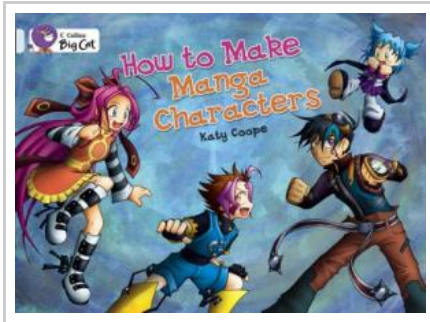 Collins
Big Cat
How to Make
Manga
Characters
Katy Coope